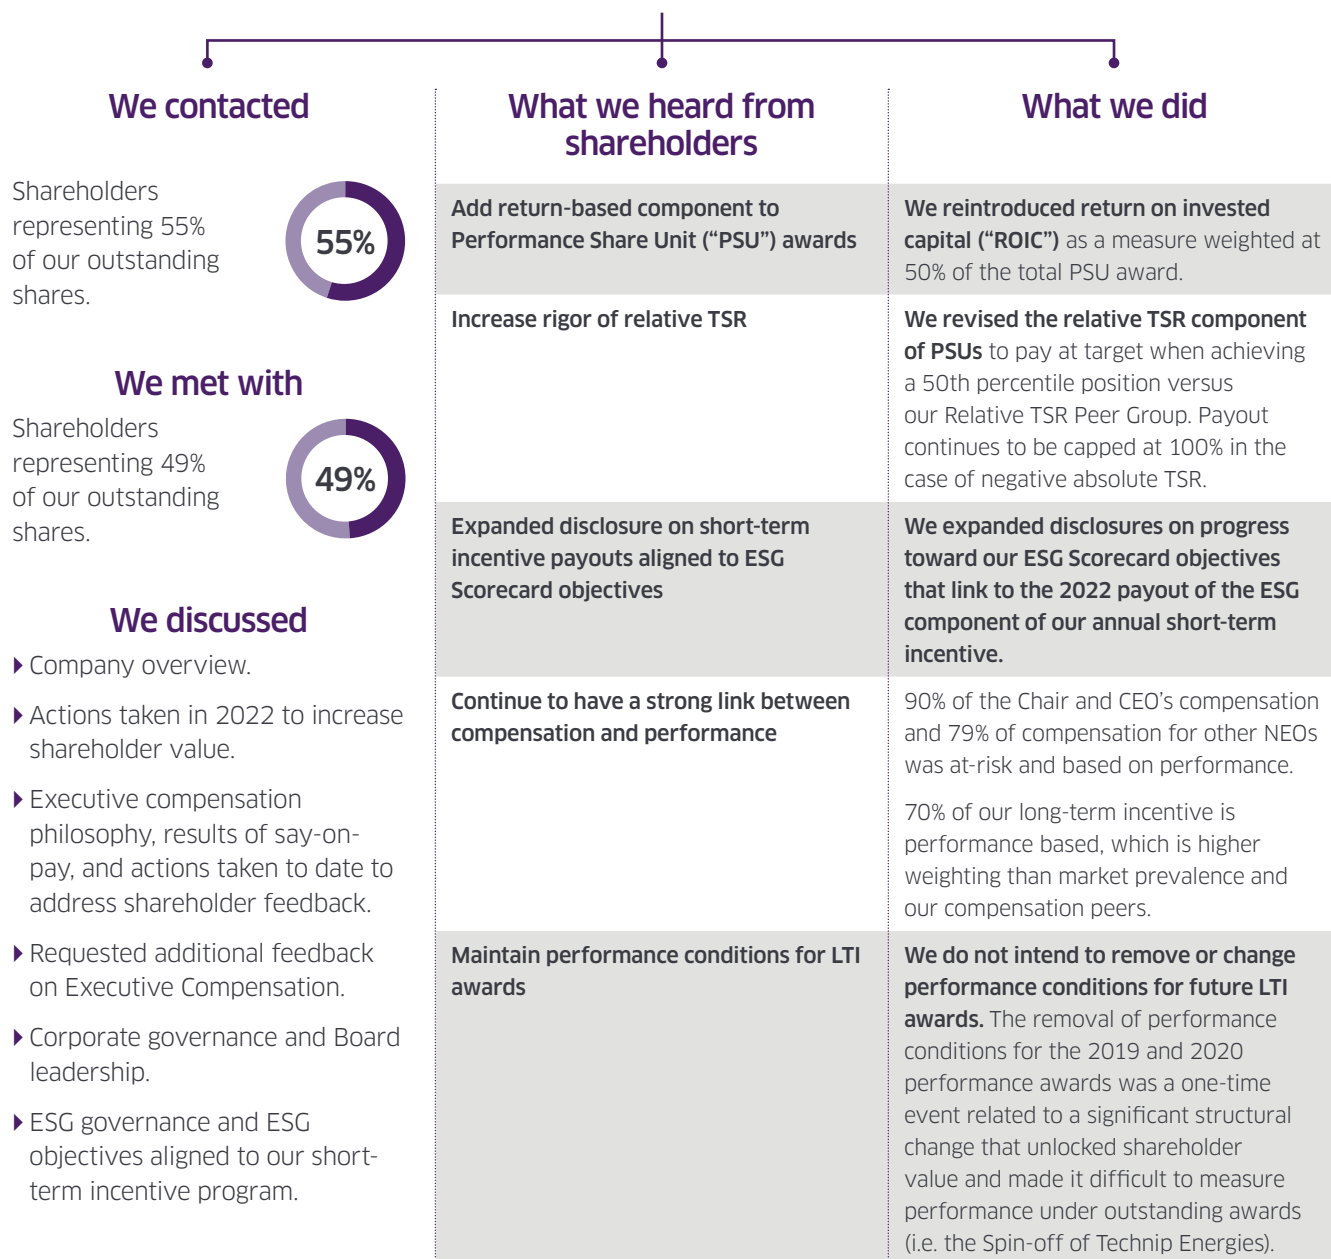 We contacted
Shareholders
representing 55%
of our outstanding
shares.
55%
We met with
Shareholders
representing 49%
of our outstanding
shares.
49%
We discussed
Company overview.
Actions taken in 2022 to increase
shareholder value.
Executive compensation
philosophy, results of say-on-
pay, and actions taken to date to
address shareholder feedback.
Requested additional feedback
on Executive Compensation.
Corporate governance and Board
leadership.
ESG governance and ESG
objectives aligned to our short-
term incentive program.
What we heard from
shareholders
What we did
Add return-based component to
Performance Share Unit (“PSU”) awards
We reintroduced return on invested
capital (“ROIC”) as a measure weighted at
50% of the total PSU award.
Increase rigor of relative TSR
We revised the relative TSR component
of PSUs to pay at target when achieving
a 50th percentile position versus
our Relative TSR Peer Group. Payout
continues to be capped at 100% in the
case of negative absolute TSR.
Expanded disclosure on short-term
incentive payouts aligned to ESG
Scorecard objectives
We expanded disclosures on progress
toward our ESG Scorecard objectives
that link to the 2022 payout of the ESG
component of our annual short-term
incentive.
Continue to have a strong link between
compensation and performance
90% of the Chair and CEO’s compensation
and 79% of compensation for other NEOs
was at-risk and based on performance.
70% of our long-term incentive is
performance based, which is higher
weighting than market prevalence and
our compensation peers.
Maintain performance conditions for LTI
awards
We do not intend to remove or change
performance conditions for future LTI
awards. The removal of performance
conditions for the 2019 and 2020
performance awards was a one-time
event related to a significant structural
change that unlocked shareholder
value and made it difficult to measure
performance under outstanding awards
(i.e. the Spin-off of Technip Energies).